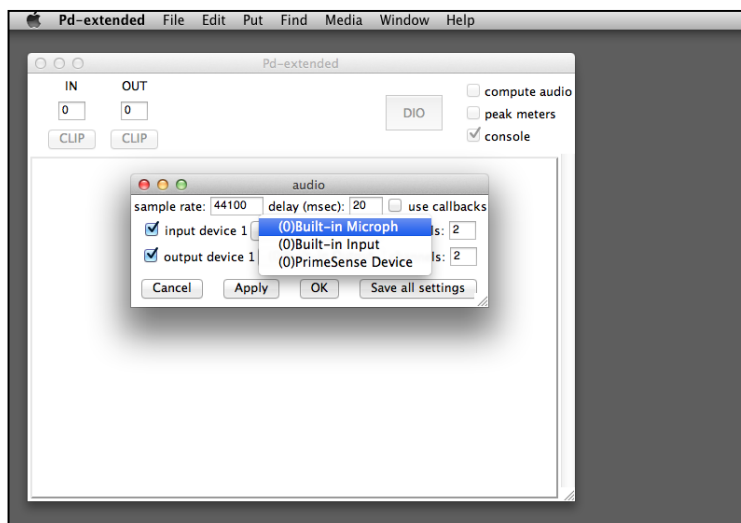 Pd-extended File Edit Put Find Media Window Help
Pd-extended
IN OUT
0 0
CLIP CLIP
DIO
compute audio
peak meters
console
audio
sample rate: 44100 delay (msec): 20 use callbacks
input device 1 (0)Built-in Microph ls: 2
(0)Built-in Input
output device 1 ls: 2
(0)PrimeSense Device
Cancel Apply OK Save all settings